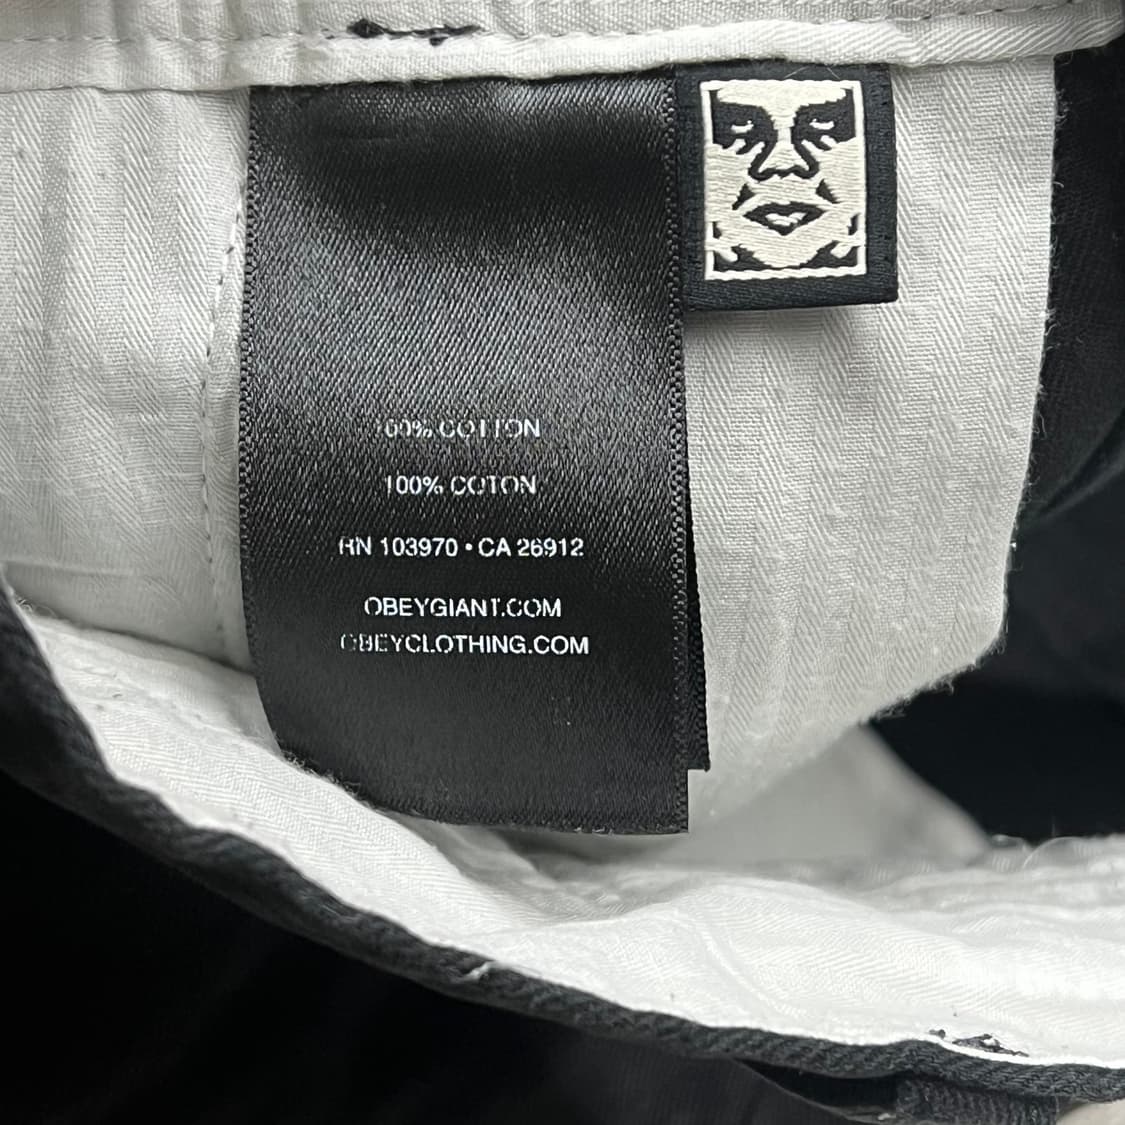 100% COTTON
100% COTON
RN 103970 • CA 26912
OBEYGIANT.COM
OBEYCLOTHING.COM